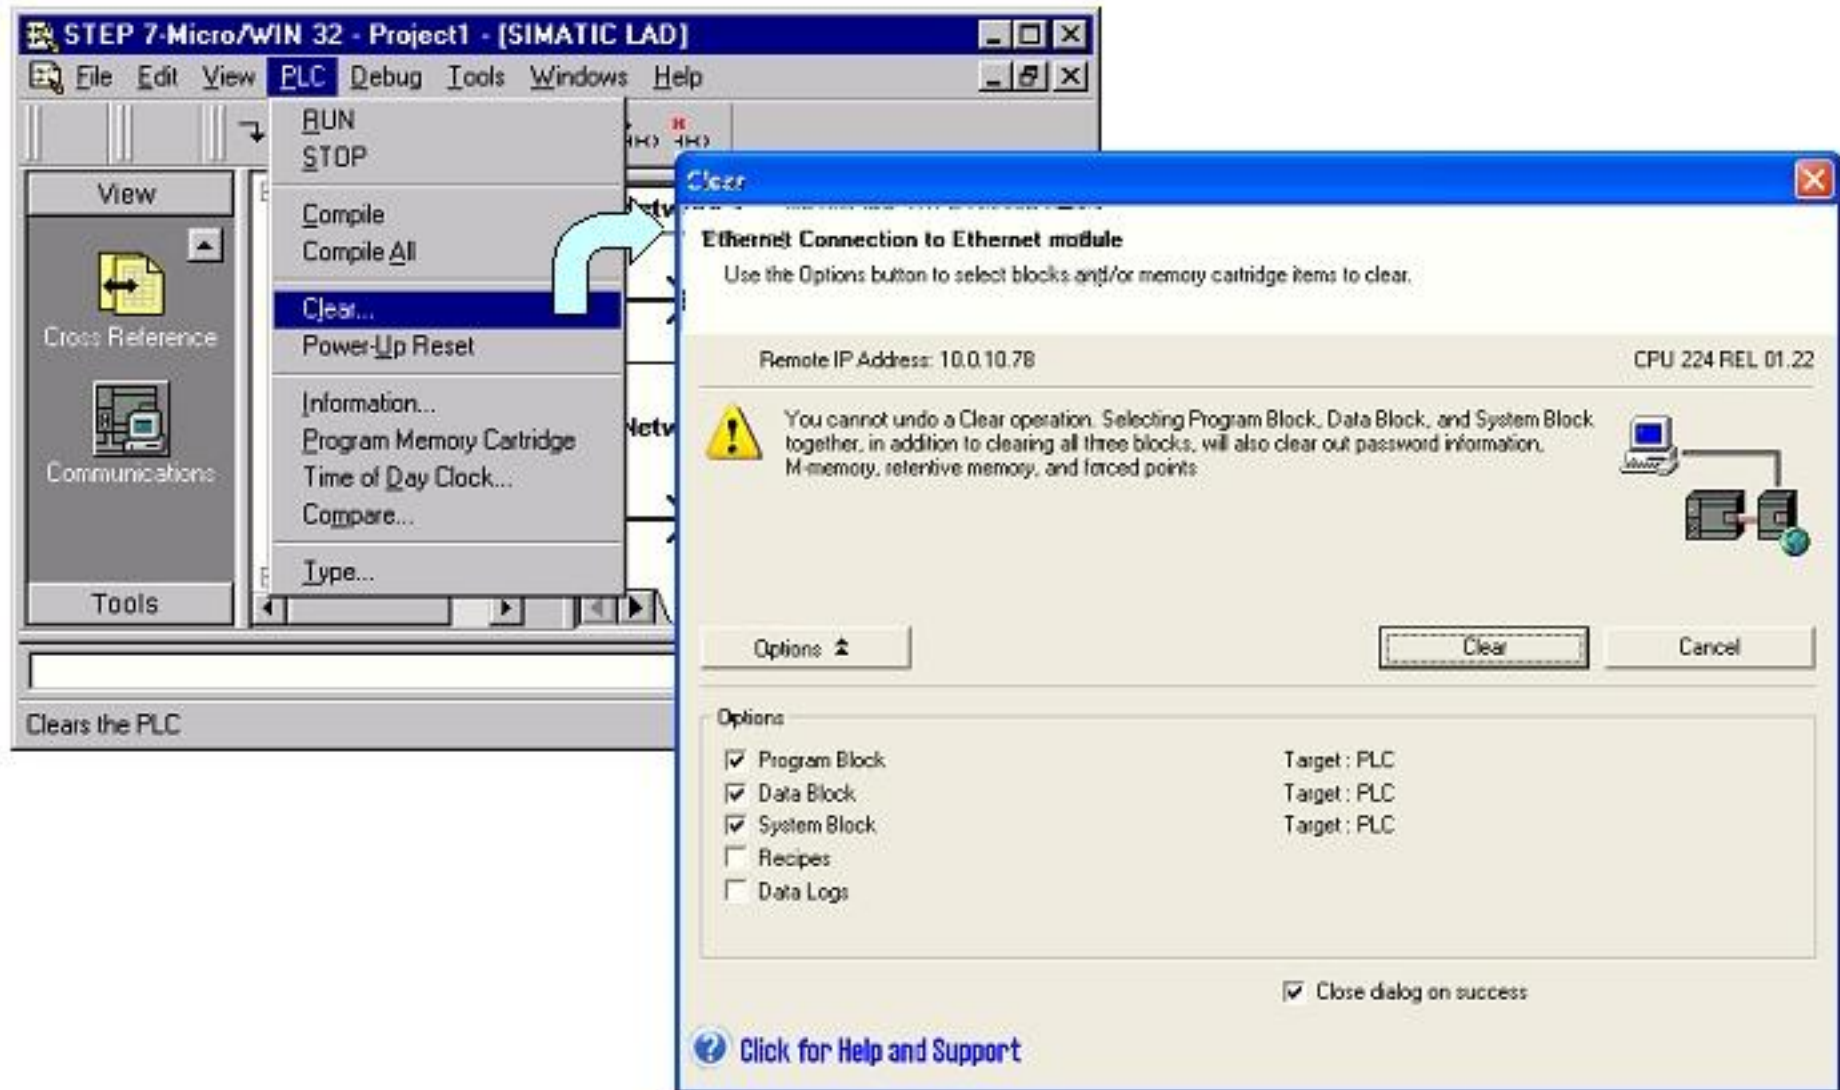 STEP 7-Micro/WIN 32 - Project1 - [SIMATIC LAD]
File Edit View PLC Debug Tools Windows Help
RUN
STOP
Compile
Compile All
Clear...
Power-Up Reset
Information...
Program Memory Cartridge
Time of Day Clock...
Compare...
Type...
View
Cross Reference
Communications
Tools
Clears the PLC
Clear
Ethernet Connection to Ethernet module
Use the Options button to select blocks and/or memory cartridge items to clear.
Remote IP Address: 10.0.10.78 CPU 224 REL 01.22
You cannot undo a Clear operation. Selecting Program Block, Data Block, and System Block
together, in addition to clearing all three blocks, will also clear out password information,
M-memory, retentive memory, and forced points
Options Clear Cancel
Options
Program Block Target : PLC
Data Block Target : PLC
System Block Target : PLC
Recipes
Data Logs
Close dialog on success
Click for Help and Support